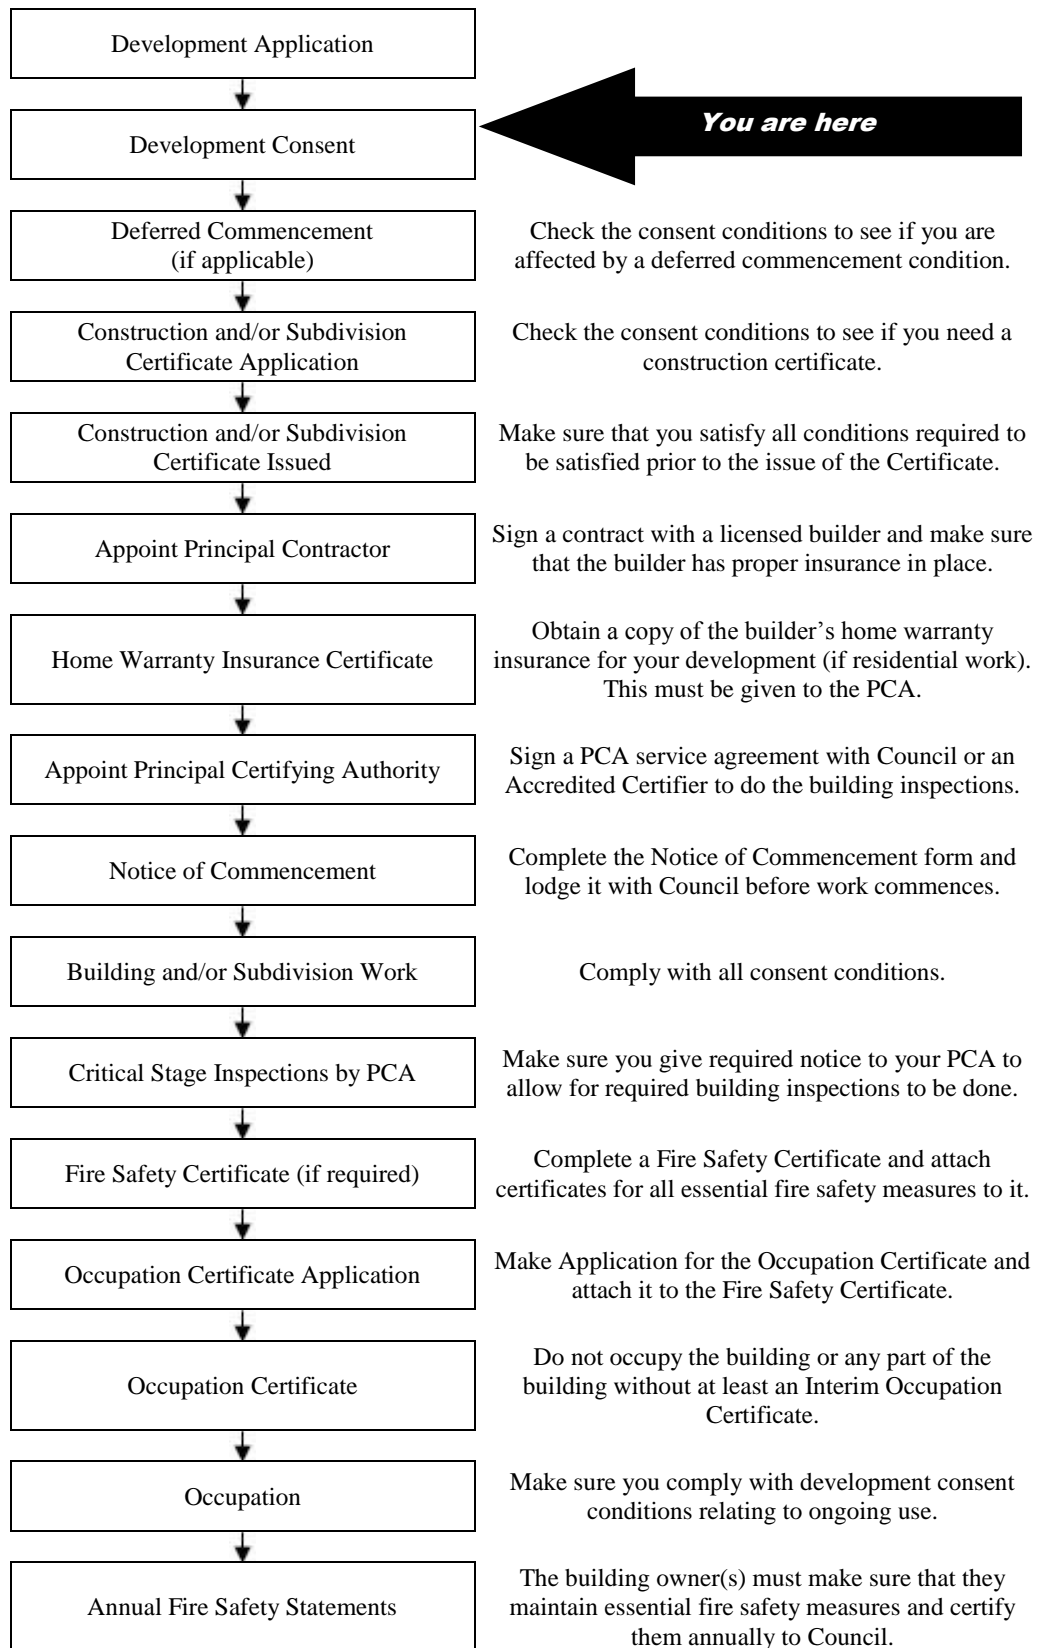 Development Application
Development Consent
You are here
Deferred Commencement
(if applicable)
Check the consent conditions to see if you are
affected by a deferred commencement condition.
Construction and/or Subdivision
Certificate Application
Check the consent conditions to see if you need a
construction certificate.
Construction and/or Subdivision
Certificate Issued
Make sure that you satisfy all conditions required to
be satisfied prior to the issue of the Certificate.
Appoint Principal Contractor
Sign a contract with a licensed builder and make sure
that the builder has proper insurance in place.
Home Warranty Insurance Certificate
Obtain a copy of the builder’s home warranty
insurance for your development (if residential work).
This must be given to the PCA.
Appoint Principal Certifying Authority
Sign a PCA service agreement with Council or an
Accredited Certifier to do the building inspections.
Notice of Commencement
Complete the Notice of Commencement form and
lodge it with Council before work commences.
Building and/or Subdivision Work
Comply with all consent conditions.
Critical Stage Inspections by PCA
Make sure you give required notice to your PCA to
allow for required building inspections to be done.
Fire Safety Certificate (if required)
Complete a Fire Safety Certificate and attach
certificates for all essential fire safety measures to it.
Occupation Certificate Application
Make Application for the Occupation Certificate and
attach it to the Fire Safety Certificate.
Occupation Certificate
Do not occupy the building or any part of the
building without at least an Interim Occupation
Certificate.
Occupation
Make sure you comply with development consent
conditions relating to ongoing use.
Annual Fire Safety Statements
The building owner(s) must make sure that they
maintain essential fire safety measures and certify
them annually to Council.